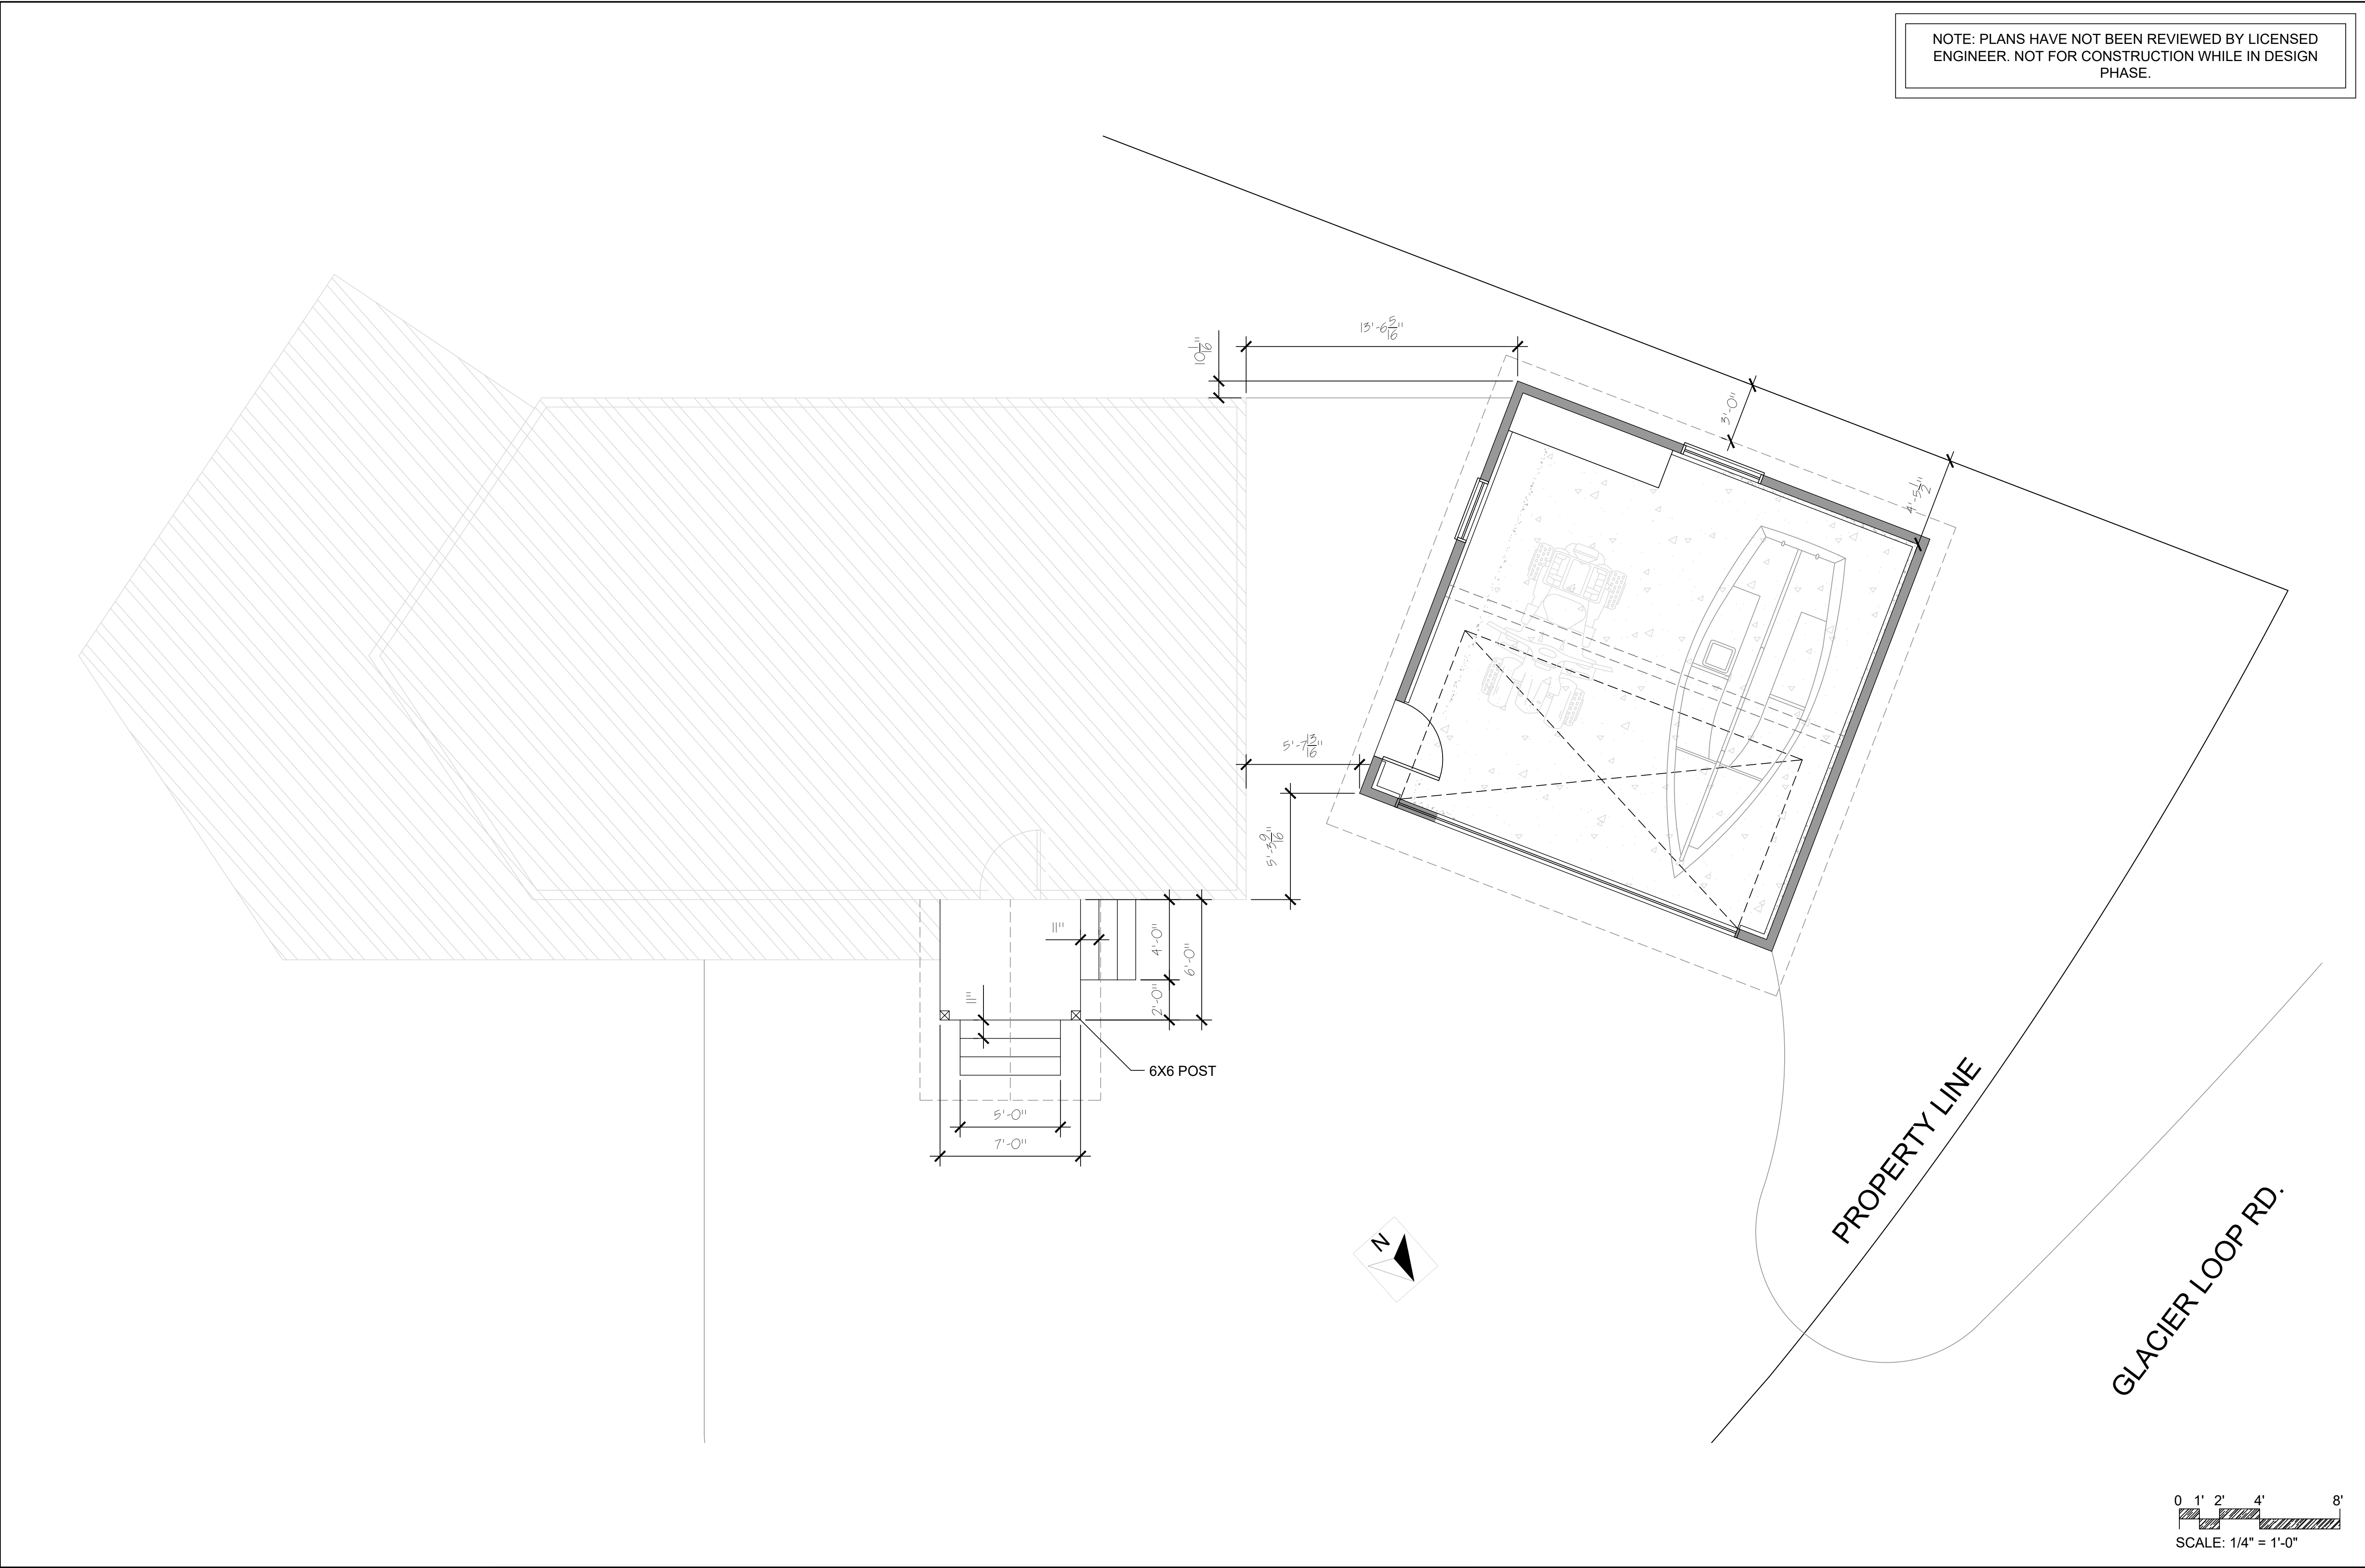 NOTE: PLANS HAVE NOT BEEN REVIEWED BY LICENSED
ENGINEER. NOT FOR CONSTRUCTION WHILE IN DESIGN
PHASE.
13'-6 5/16"
10 1/16"
3'-0"
4'-5 1/2"
5'-7 13/16"
5'-3 9/16"
11"
4'-0"
6'-0"
2'-0"
11"
6X6 POST
5'-0"
7'-0"
N
PROPERTY LINE
GLACIER LOOP RD.
0 1' 2' 4' 8'
SCALE: 1/4" = 1'-0"